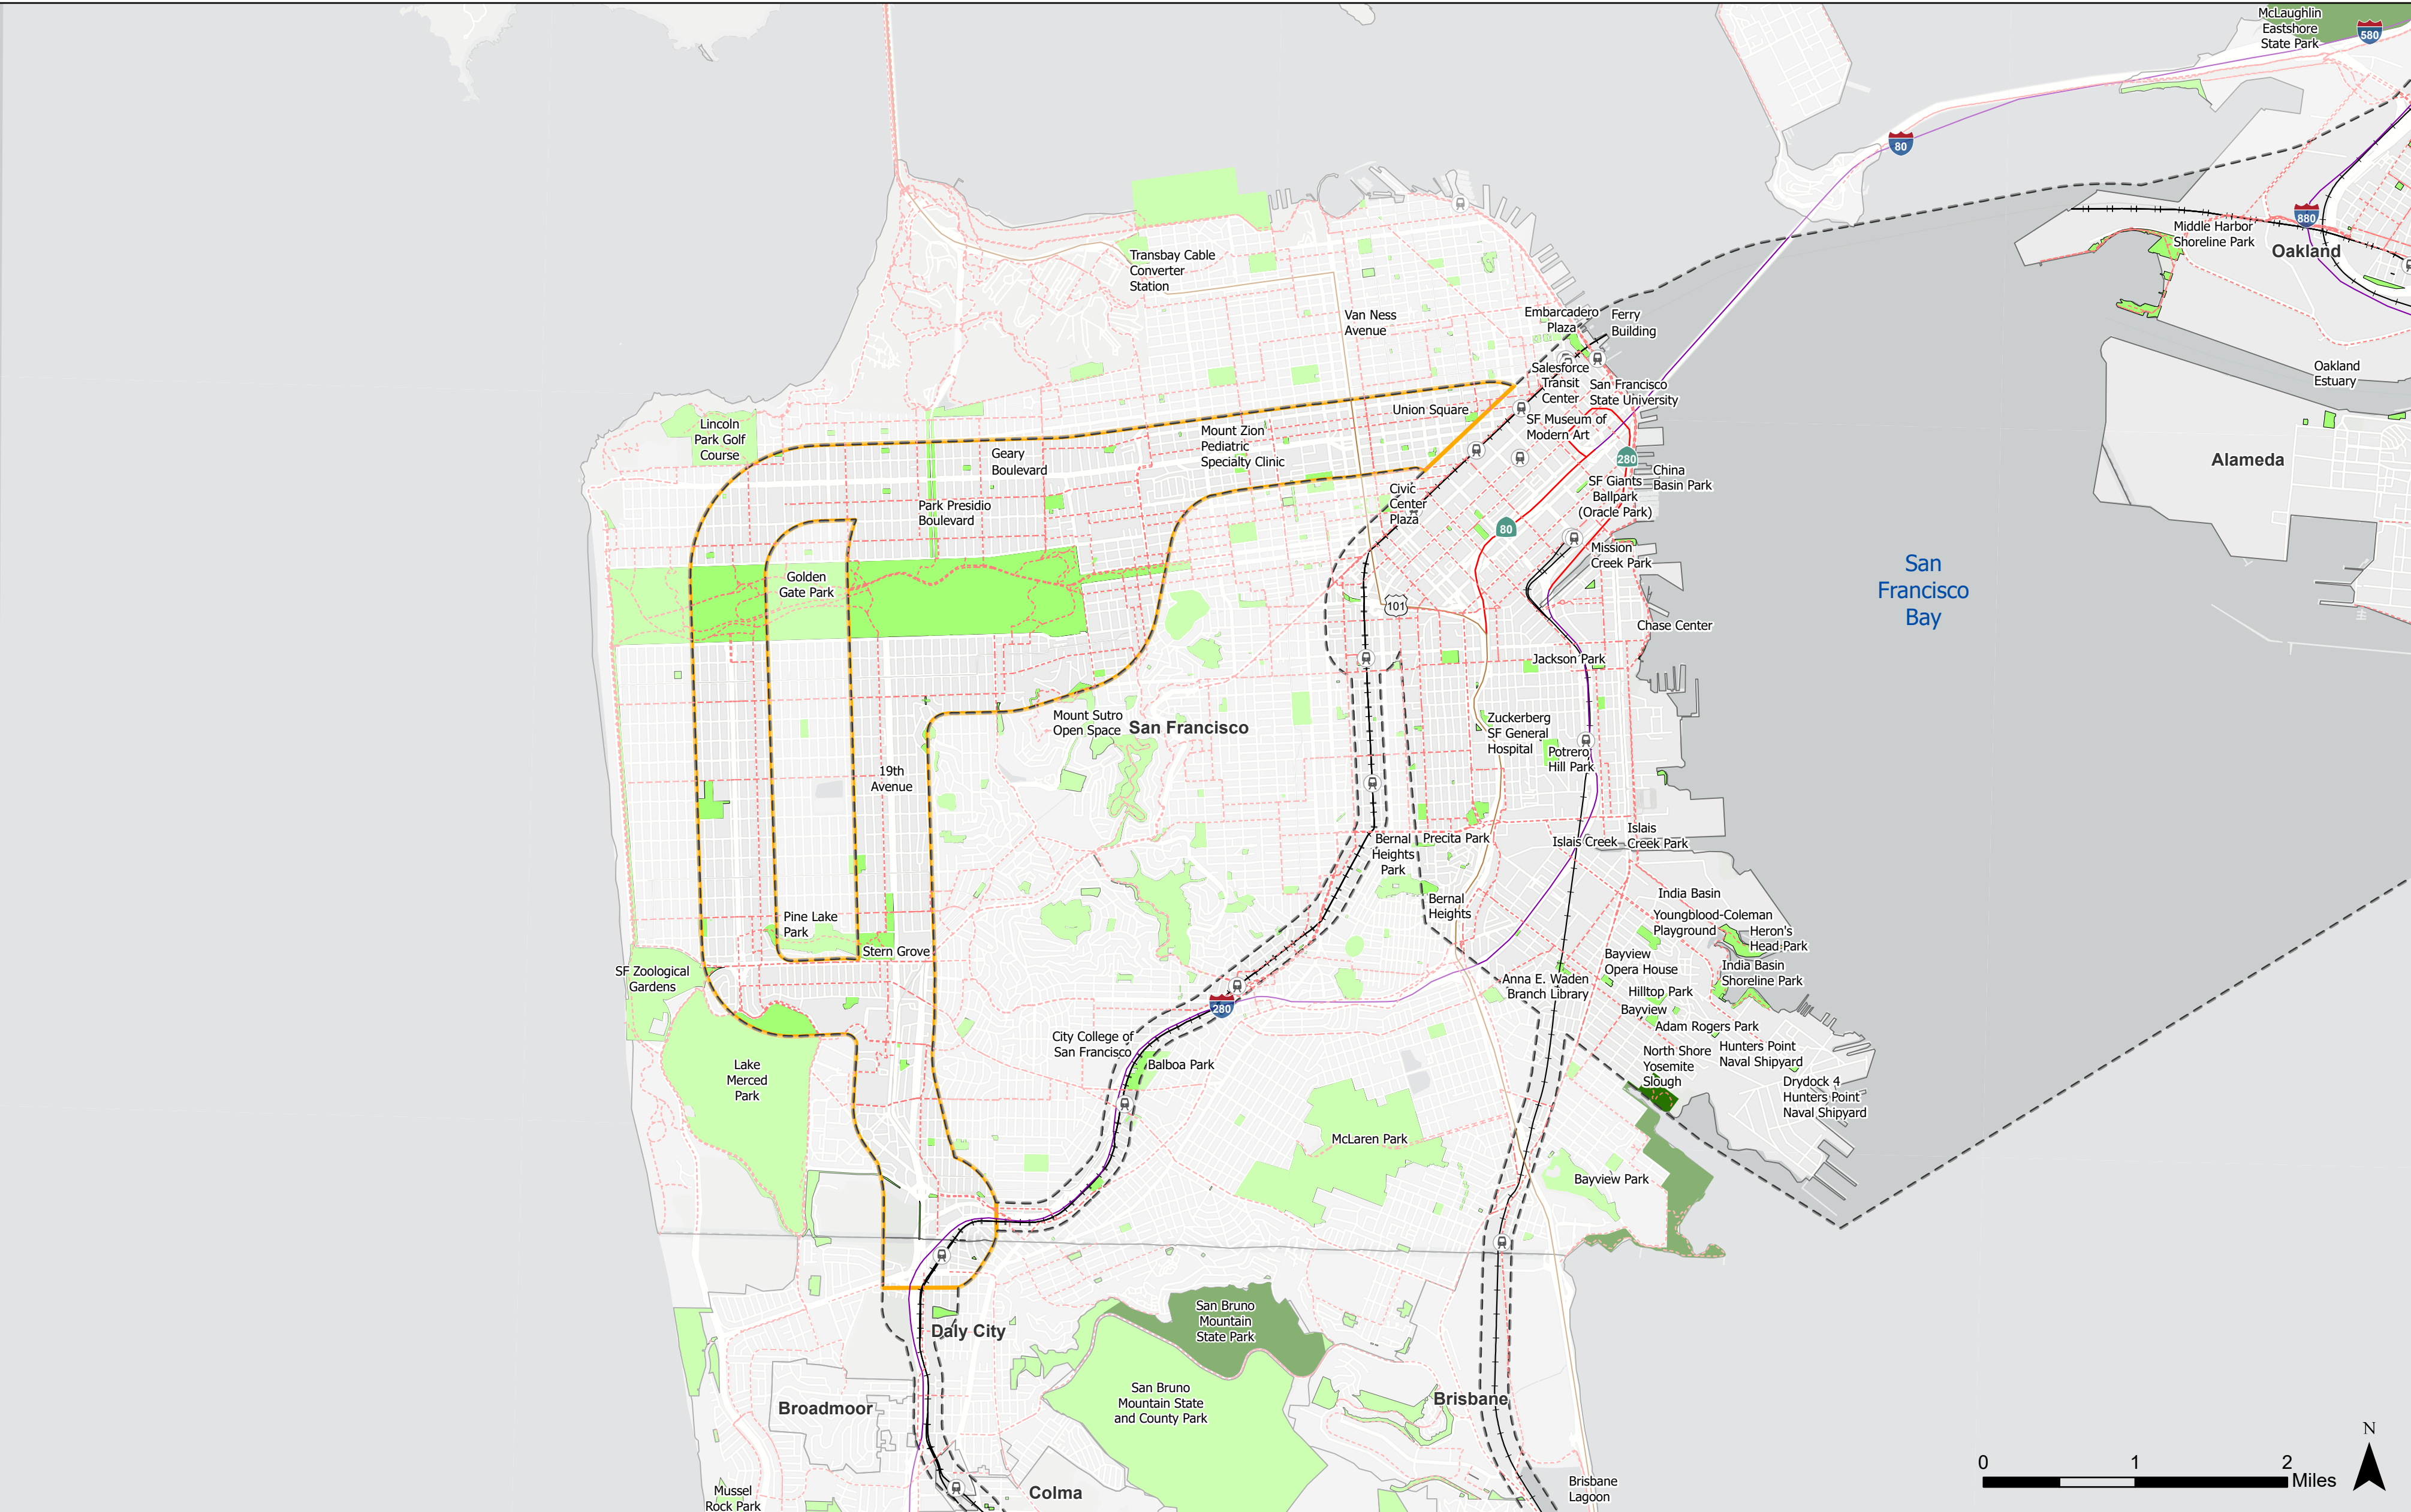 McLaughlin
Eastshore
State Park
580
80
880
Middle Harbor
Shoreline Park
Oakland
Transbay Cable
Converter
Station
Van Ness
Avenue
Embarcadero
Plaza
Ferry
Building
Salesforce
Transit
Center
San Francisco
State University
Oakland
Estuary
Union Square
SF Museum of
Modern Art
Lincoln
Park Golf
Course
Mount Zion
Pediatric
Specialty Clinic
Geary
Boulevard
280
China
Basin Park
Alameda
Civic
Center
Plaza
SF Giants
Ballpark
(Oracle Park)
Park Presidio
Boulevard
80
Mission
Creek Park
Golden
Gate Park
San
Francisco
Bay
101
Chase Center
Jackson Park
Mount Sutro
Open Space
San Francisco
Zuckerberg
SF General
Hospital
Potrero
Hill Park
19th
Avenue
Bernal
Heights
Park
Precita Park
Islais Creek
Islais
Creek Park
India Basin
Bernal
Heights
Youngblood-Coleman
Playground
Heron's
Head Park
Pine Lake
Park
Stern Grove
SF Zoological
Gardens
Bayview
Opera House
India Basin
Shoreline Park
Anna E. Waden
Branch Library
Hilltop Park
280
Bayview
Adam Rogers Park
City College of
San Francisco
Balboa Park
North Shore
Yosemite
Slough
Hunters Point
Naval Shipyard
Lake
Merced
Park
Drydock 4
Hunters Point
Naval Shipyard
McLaren Park
Bayview Park
San Bruno
Mountain
State Park
Daly City
San Bruno
Mountain State
and County Park
Broadmoor
Brisbane
Mussel
Rock Park
Colma
Brisbane
Lagoon
N
0 1 2
Miles